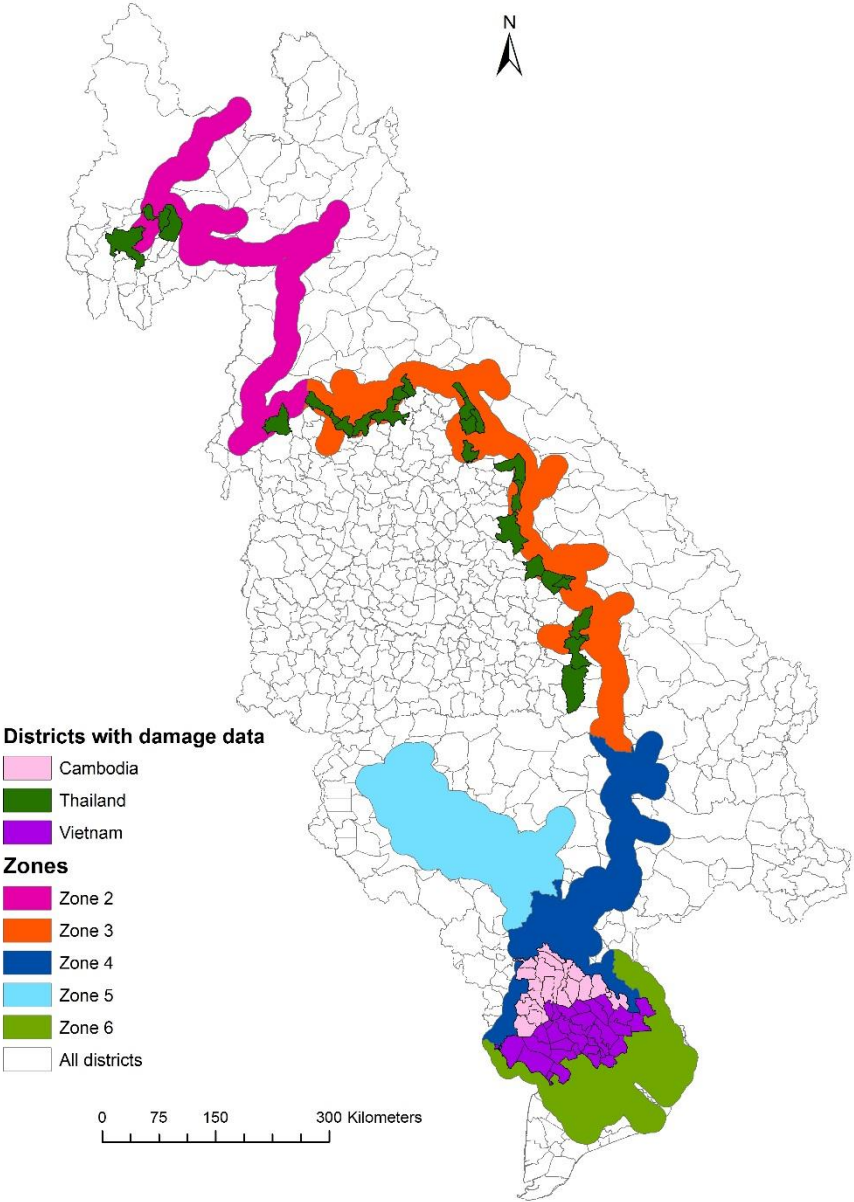 N
Districts with damage data
Cambodia
Thailand
Vietnam
Zones
Zone 2
Zone 3
Zone 4
Zone 5
Zone 6
All districts
0 75 150 300 Kilometers